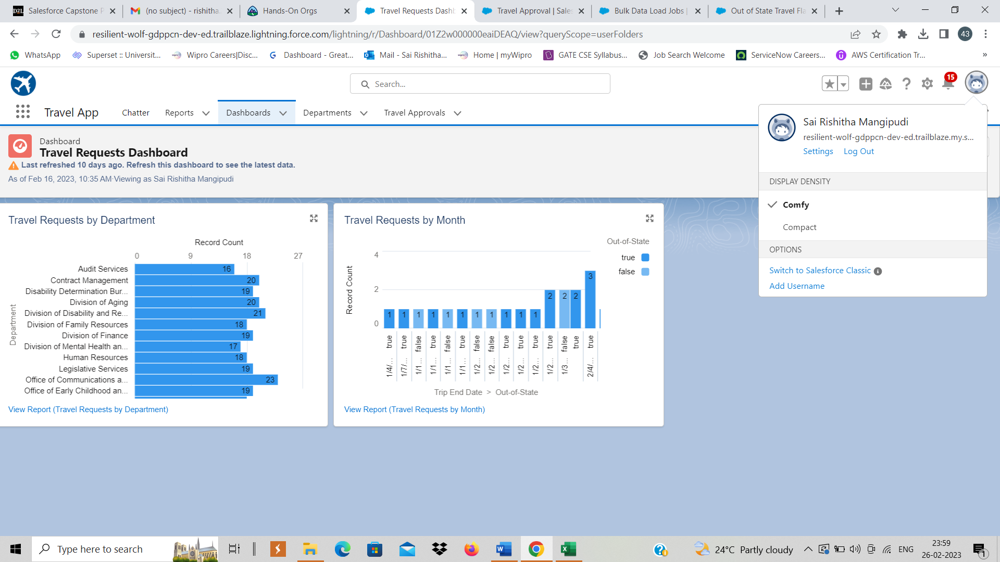 Salesforce Capstone P
(no subject) - rishitha.
Hands-On Orgs
Travel Requests Dashb
Travel Approval | Sales
Bulk Data Load Jobs |
Out of State Travel Fla
resilient-wolf-gdppcn-dev-ed.trailblaze.lightning.force.com/lightning/r/Dashboard/01Z2w000000eaiDEAQ/view?queryScope=userFolders
43
WhatsApp
Superset :: Universit...
Wipro Careers|Disc...
Dashboard - Great...
Mail - Sai Rishitha...
Home | myWipro
GATE CSE Syllabus...
Job Search Welcome
ServiceNow Careers...
AWS Certification Tr...
»
Search...
15
Travel App
Chatter
Reports
Dashboards
Departments
Travel Approvals
Sai Rishitha Mangipudi
resilient-wolf-gdppcn-dev-ed.trailblaze.my.s...
Settings Log Out
DISPLAY DENSITY
Comfy
Compact
OPTIONS
Switch to Salesforce Classic
Add Username
Dashboard
Travel Requests Dashboard
Last refreshed 10 days ago. Refresh this dashboard to see the latest data.
As of Feb 16, 2023, 10:35 AM·Viewing as Sai Rishitha Mangipudi
Travel Requests by Department
Record Count
0 9 18 27
Department
Audit Services 16
Contract Management 20
Disability Determination Bur... 19
Division of Aging 20
Division of Disability and Re... 21
Division of Family Resources 18
Division of Finance 19
Division of Mental Health an... 17
Human Resources 18
Legislative Services 19
Office of Communications a... 23
Office of Early Childhood an... 19
View Report (Travel Requests by Department)
Travel Requests by Month
Out-of-State
true
false
Record Count
4
2
0
1 1 1 1 1 1 1 1 1 1 1 2 2 2 3
true true false true false true false false true true true true false true true
1/4/... 1/7/... 1/1... 1/1... 1/1... 1/1... 1/2... 1/2... 1/2... 1/2... 1/2... 1/2... 1/3... 2/4/...
Trip End Date > Out-of-State
View Report (Travel Requests by Month)
Type here to search
24°C Partly cloudy
ENG
23:59
26-02-2023
1